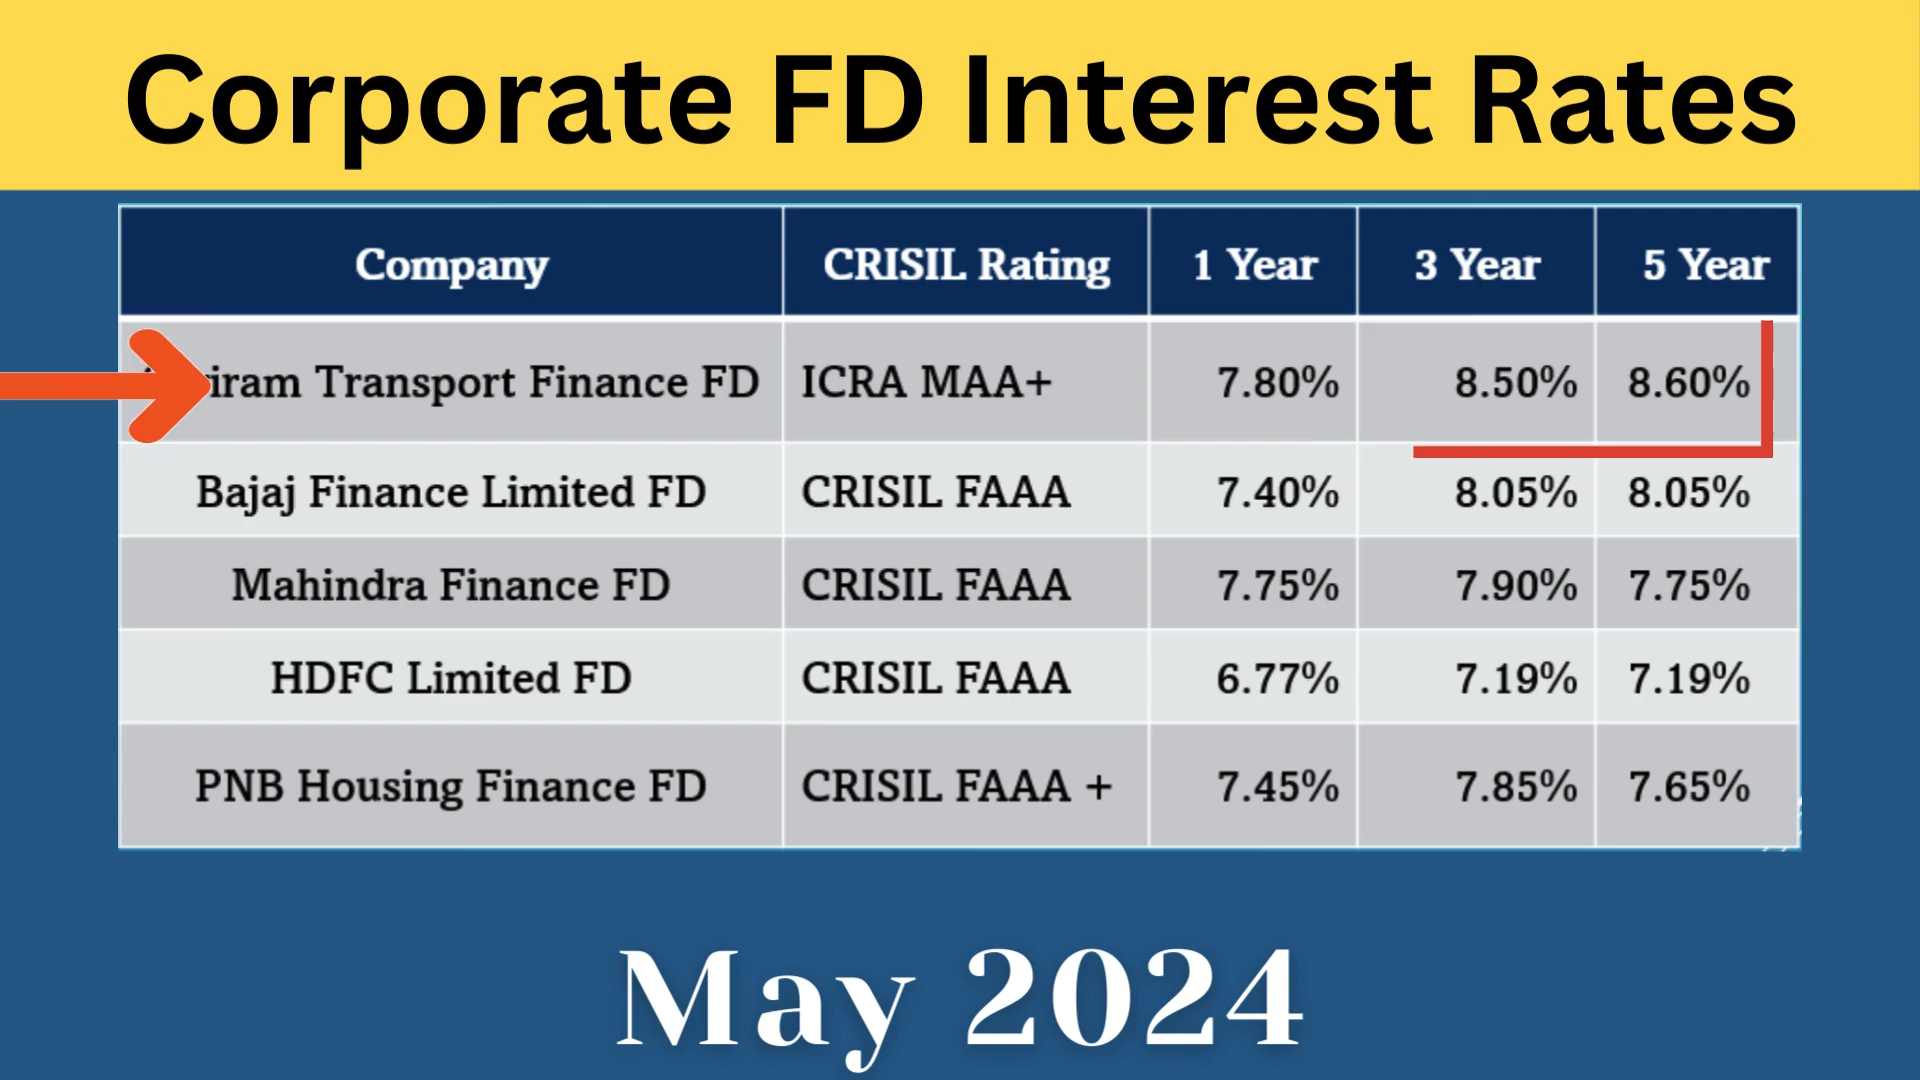 Corporate FD Interest Rates
Company CRISIL Rating 1 Year 3 Year 5 Year
Transport Finance FD ICRA MAA+ 7.80% 8.50% 8.60%
Bajaj Finance Limited FD CRISIL FAAA 7.40% 8.05% 8.05%
Mahindra Finance FD CRISIL FAAA 7.75% 7.90% 7.75%
HDFC Limited FD CRISIL FAAA 6.77% 7.19% 7.19%
PNB Housing Finance FD CRISIL FAAA + 7.45% 7.85% 7.65%
May 2024